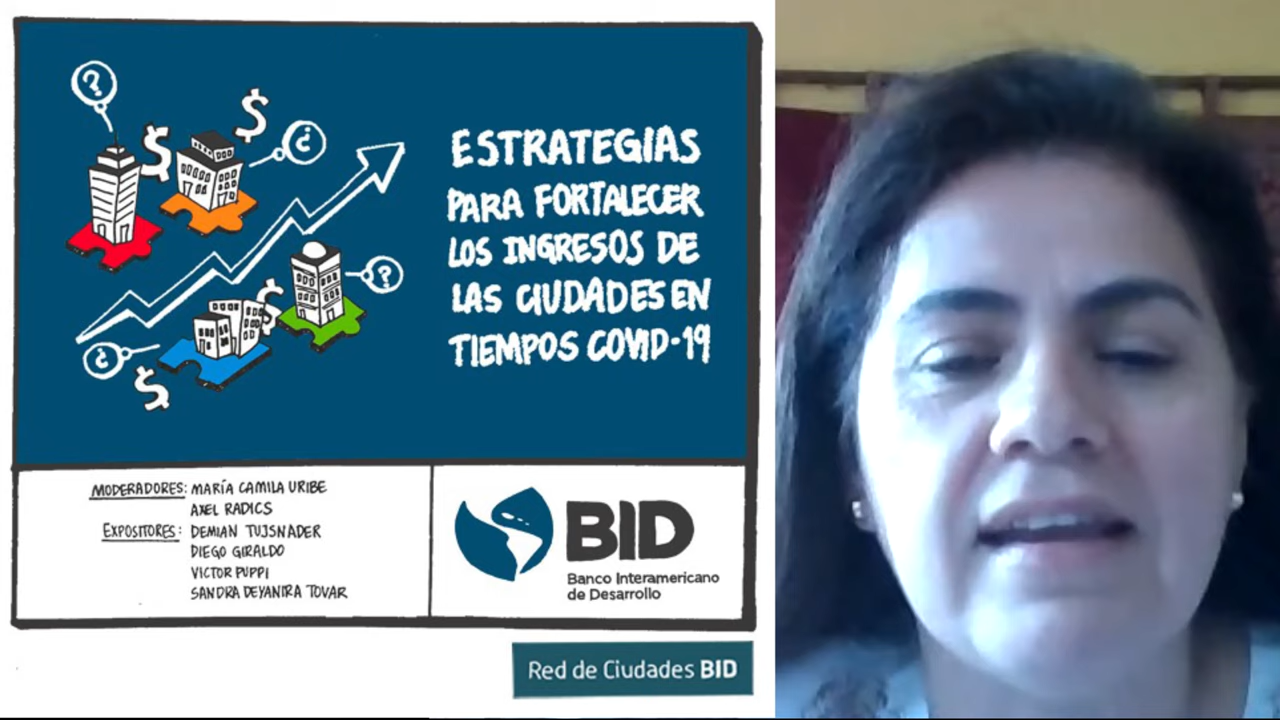 ESTRATEGIAS
PARA FORTALECER
LOS INGRESOS DE
LAS CIUDADES EN
TIEMPOS COVID-19
MODERADORES: MARÍA CAMILA URIBE
AXEL RADICS
EXPOSITORES: DEMIAN TUJSNADER
DIEGO GIRALDO
VICTOR PUPPI
SANDRA DEYANIRA TOVAR
BID
Banco Interamericano
de Desarrollo
Red de Ciudades BID